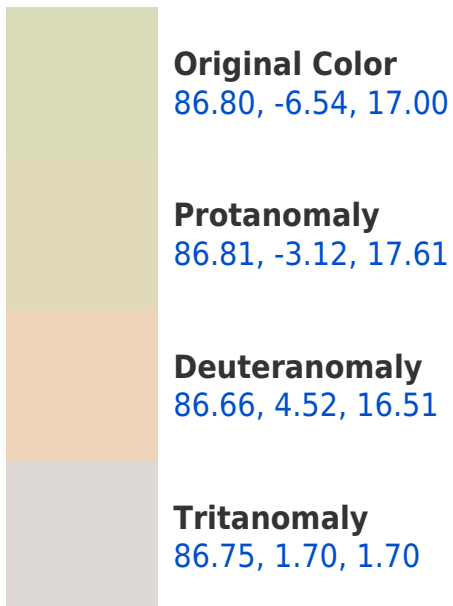 Original Color
86.80, -6.54, 17.00
Protanomaly
86.81, -3.12, 17.61
Deuteranomaly
86.66, 4.52, 16.51
Tritanomaly
86.75, 1.70, 1.70